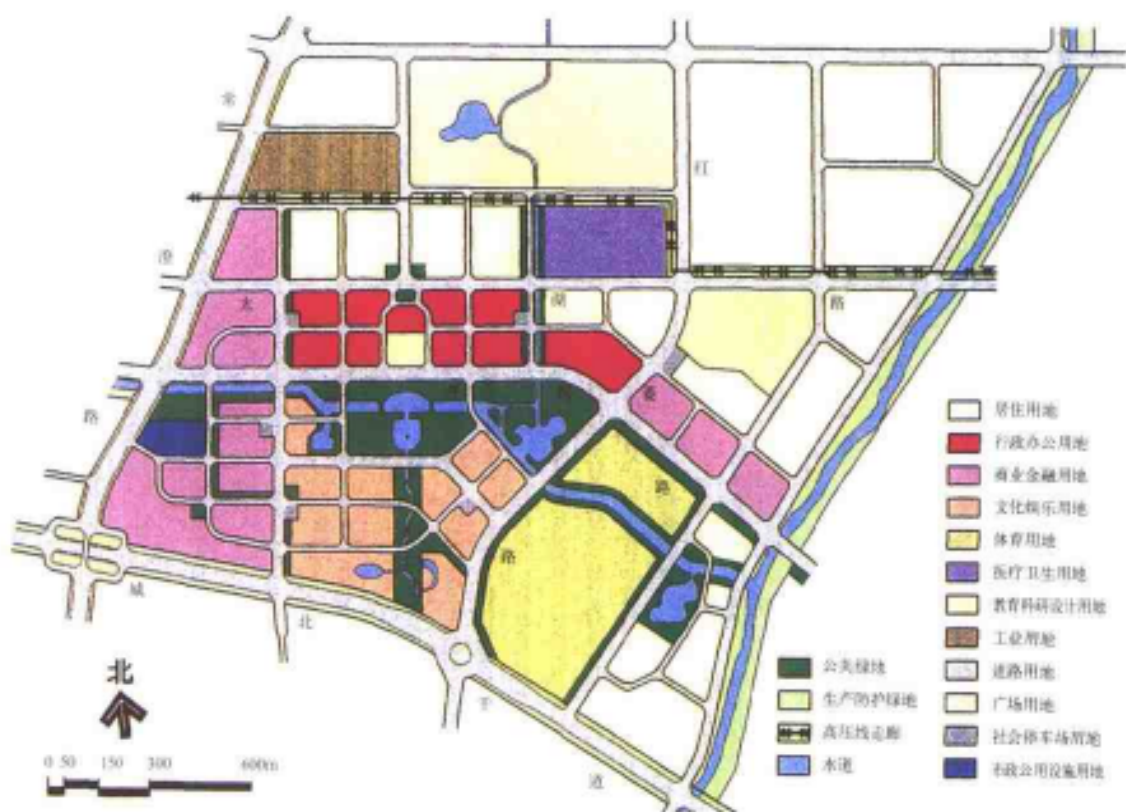 常
红
澄
太
湖
路
路
菱
路
路
城
北
干
道
北
0 50 150 300 600m
居住用地
行政办公用地
商业金融用地
文化娱乐用地
体育用地
医疗卫生用地
教育科研设计用地
工业用地
道路用地
广场用地
社会停车场用地
市政公用设施用地
公共绿地
生产防护绿地
高压线走廊
水道